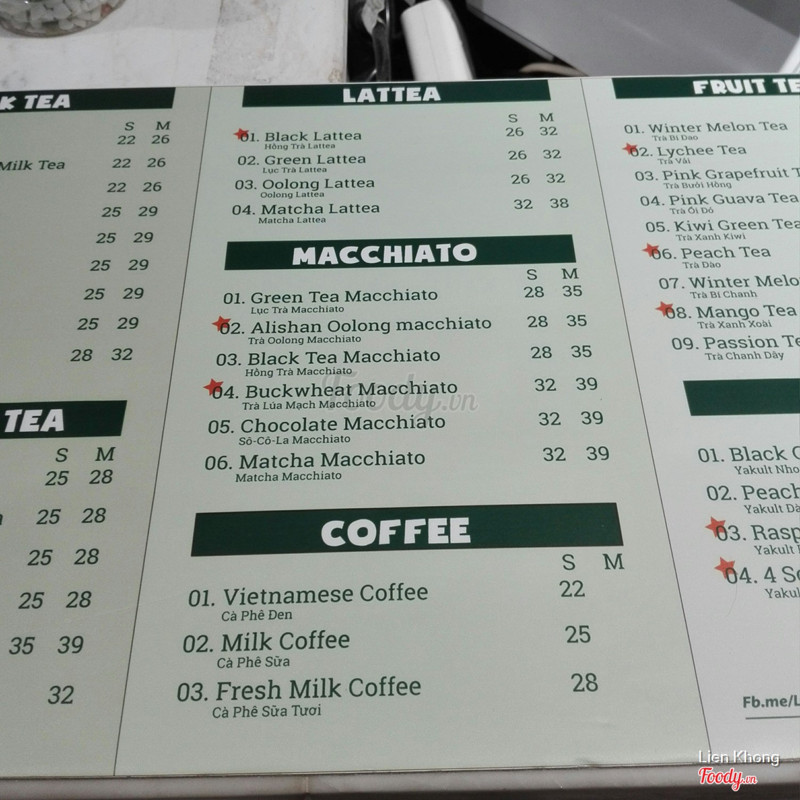 K TEA
S M
22 26
Milk Tea 22 26
22 26
25 29
25 29
25 29
25 29
25 29
28 32
TEA
S M
25 28
25 28
25 28
25 28
35 39
32
LATTEA
S M
01. Black Lattea 26 32
Hồng Trà Lattea
02. Green Lattea 26 32
Lục Trà Lattea
03. Oolong Lattea 26 32
Oolong Lattea
04. Matcha Lattea 32 38
Matcha Lattea
MACCHIATO
S M
01. Green Tea Macchiato 28 35
Lục Trà Macchiato
02. Alishan Oolong macchiato 28 35
Trà Oolong Macchiato
03. Black Tea Macchiato 28 35
Hồng Trà Macchiato
04. Buckwheat Macchiato 32 39
Trà Lúa Mạch Macchiato
05. Chocolate Macchiato 32 39
Sô-Cô-La Macchiato
06. Matcha Macchiato 32 39
Matcha Macchiato
COFFEE
S M
01. Vietnamese Coffee 22
Cà Phê Đen
02. Milk Coffee 25
Cà Phê Sữa
03. Fresh Milk Coffee 28
Cà Phê Sữa Tươi
FRUIT TE
01. Winter Melon Tea
Trà Bí Đao
02. Lychee Tea
Trà Vải
03. Pink Grapefruit T
Trà Bưởi Hồng
04. Pink Guava Tea
Trà Ổi Đỏ
05. Kiwi Green Tea
Trà Xanh Kiwi
06. Peach Tea
Trà Đào
07. Winter Melo
Trà Bí Chanh
08. Mango Tea
Trà Xanh Xoài
09. Passion Te
Trà Chanh Dây
01. Black
Yakult Nho
02. Peach
Yakult
03. Rasp
Yakult
04. 4 Se
Yakul
Fb.me/L
Foody.vn
Lien Khong
Foody.vn